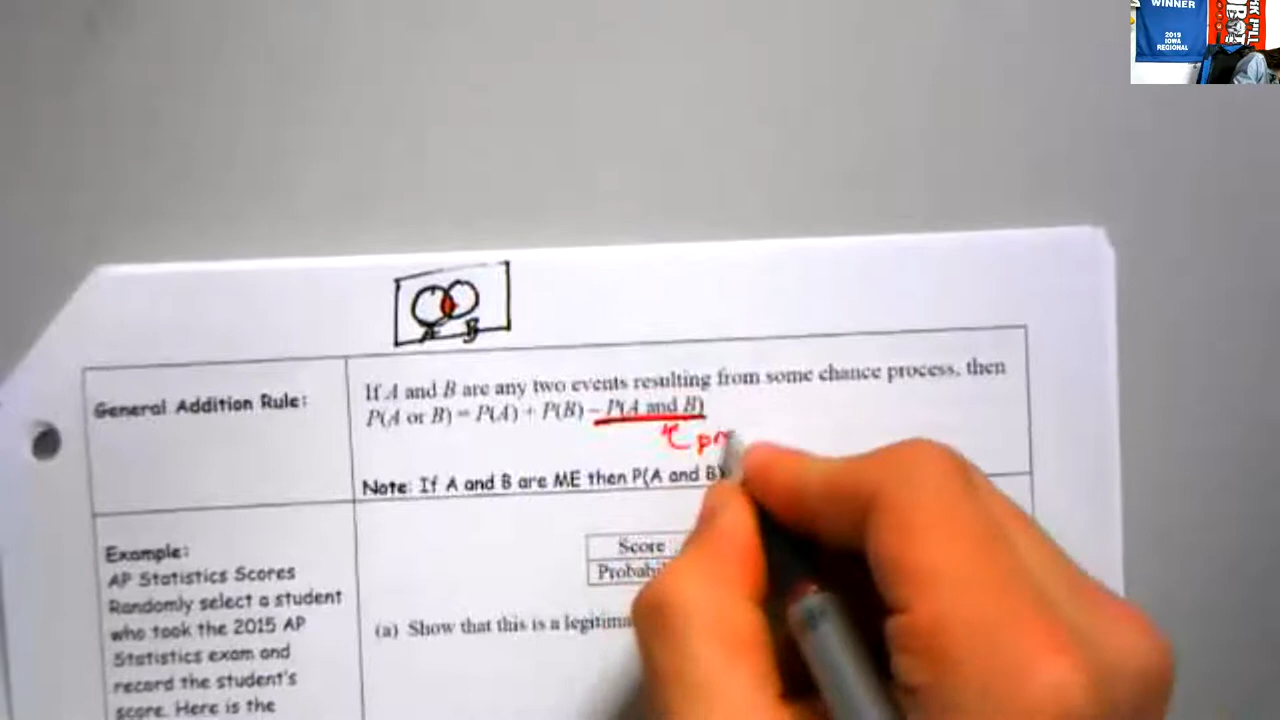 WINNER
2019
IOWA
REGIONAL
A B
General Addition Rule:
If A and B are any two events resulting from some chance process, then
P(A or B) = P(A) + P(B) – P(A and B)
Note: If A and B are ME then P(A and B)
Example:
AP Statistics Scores
Randomly select a student
who took the 2015 AP
Statistics exam and
record the student's
score. Here is the
Score
(a) Show that this is a